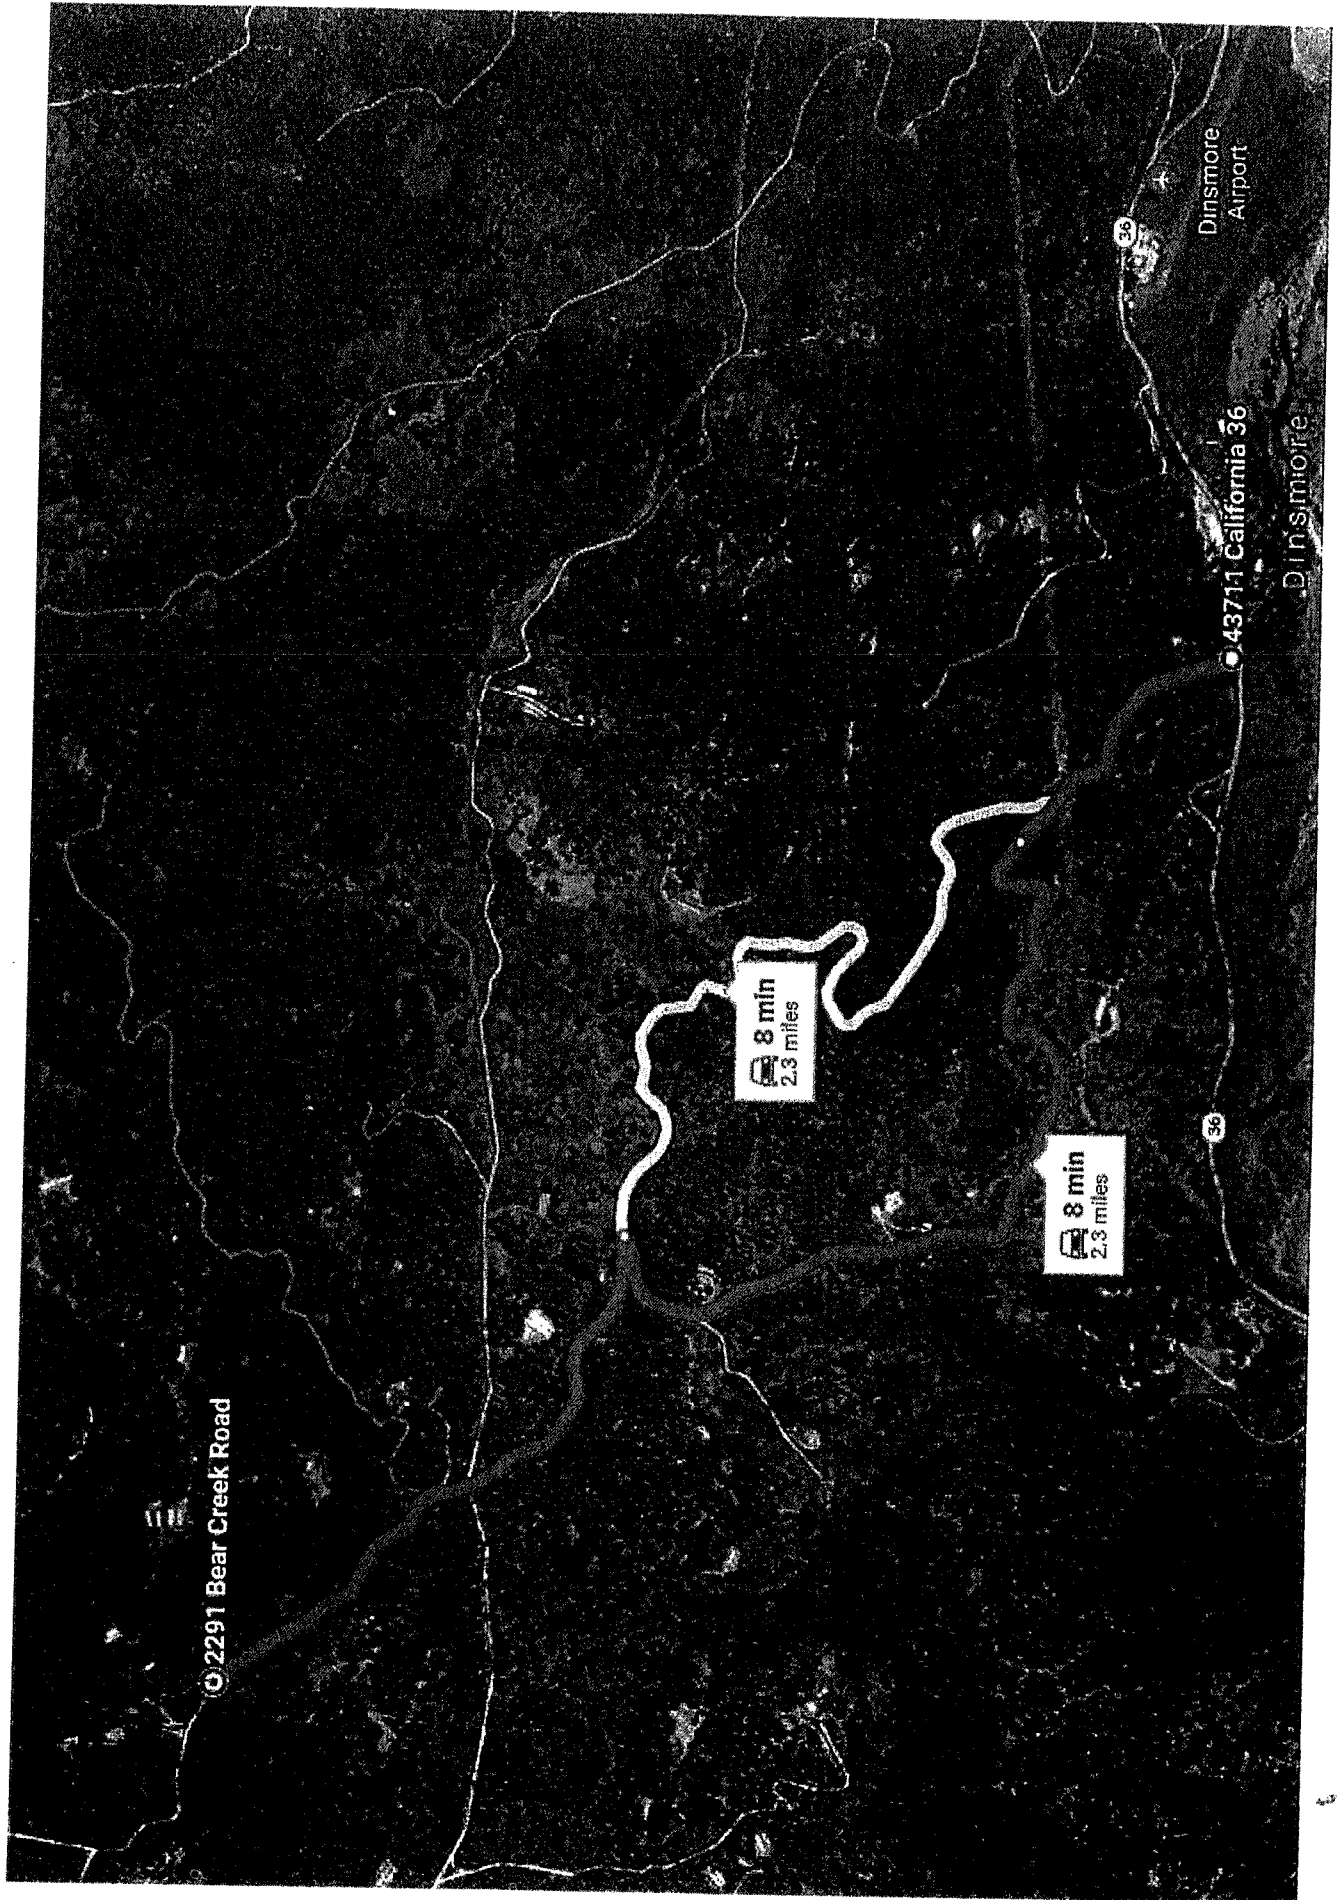 2291 Bear Creek Road
8 min
2.3 miles
8 min
2.3 miles
36
43711 California 36
Dinsmore
36
Dinsmore
Airport